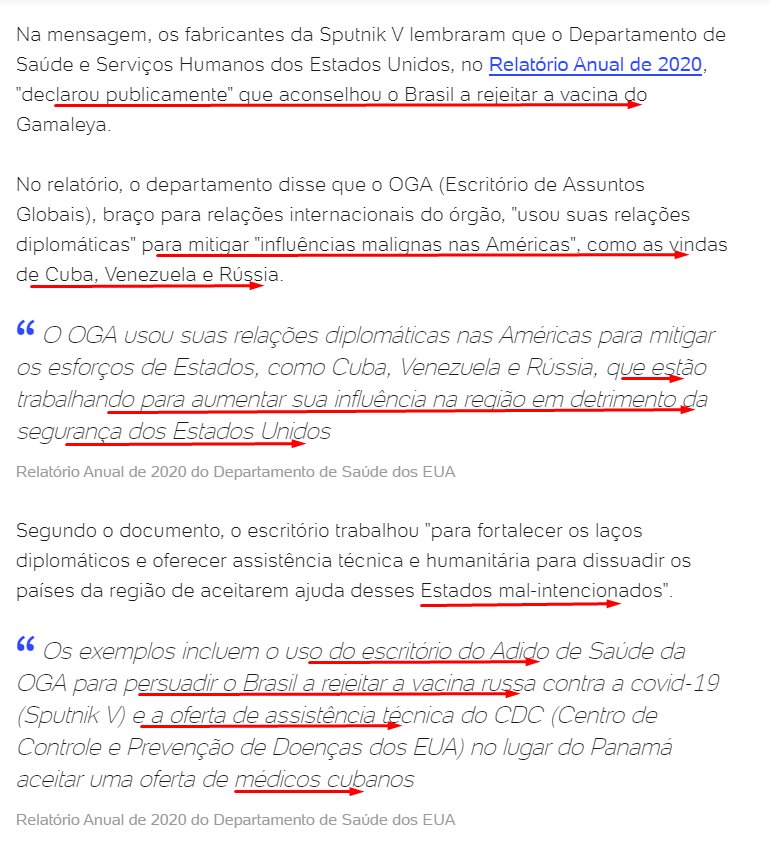 Na mensagem, os fabricantes da Sputnik V lembraram que o Departamento de
Saúde e Serviços Humanos dos Estados Unidos, no Relatório Anual de 2020,
"declarou publicamente" que aconselhou o Brasil a rejeitar a vacina do
Gamaleya.
No relatório, o departamento disse que o OGA (Escritório de Assuntos
Globais), braço para relações internacionais do órgão, "usou suas relações
diplomáticas" para mitigar "influências malignas nas Américas", como as vindas
de Cuba, Venezuela e Rússia.
“ O OGA usou suas relações diplomáticas nas Américas para mitigar
os esforços de Estados, como Cuba, Venezuela e Rússia, que estão
trabalhando para aumentar sua influência na região em detrimento da
segurança dos Estados Unidos
Relatório Anual de 2020 do Departamento de Saúde dos EUA
Segundo o documento, o escritório trabalhou "para fortalecer os laços
diplomáticos e oferecer assistência técnica e humanitária para dissuadir os
países da região de aceitarem ajuda desses Estados mal-intencionados".
“ Os exemplos incluem o uso do escritório do Adido de Saúde da
OGA para persuadir o Brasil a rejeitar a vacina russa contra a covid-19
(Sputnik V) e a oferta de assistência técnica do CDC (Centro de
Controle e Prevenção de Doenças dos EUA) no lugar do Panamá
aceitar uma oferta de médicos cubanos
Relatório Anual de 2020 do Departamento de Saúde dos EUA